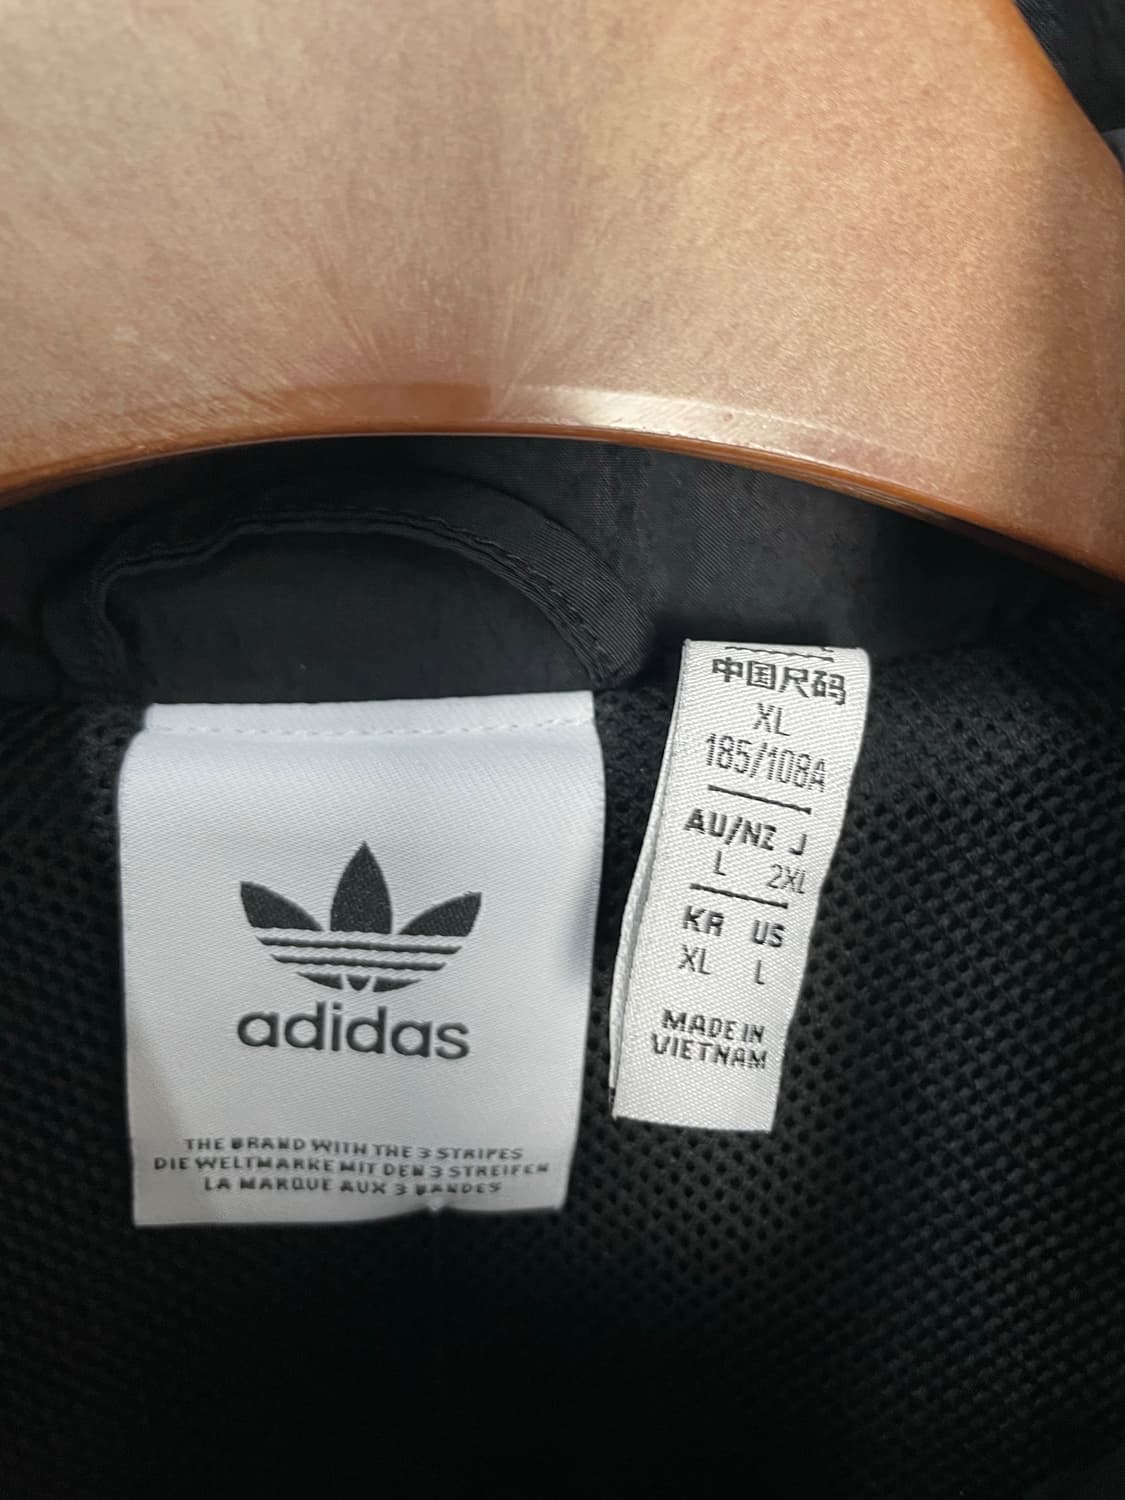 adidas
THE BRAND WITH THE 3 STRIPES
DIE WELTMARKE MIT DEN 3 STREIFEN
LA MARQUE AUX 3 BANDES
中国尺码
XL
185/108A
AU/NZ J
L 2XL
KR US
XL L
MADE IN
VIETNAM